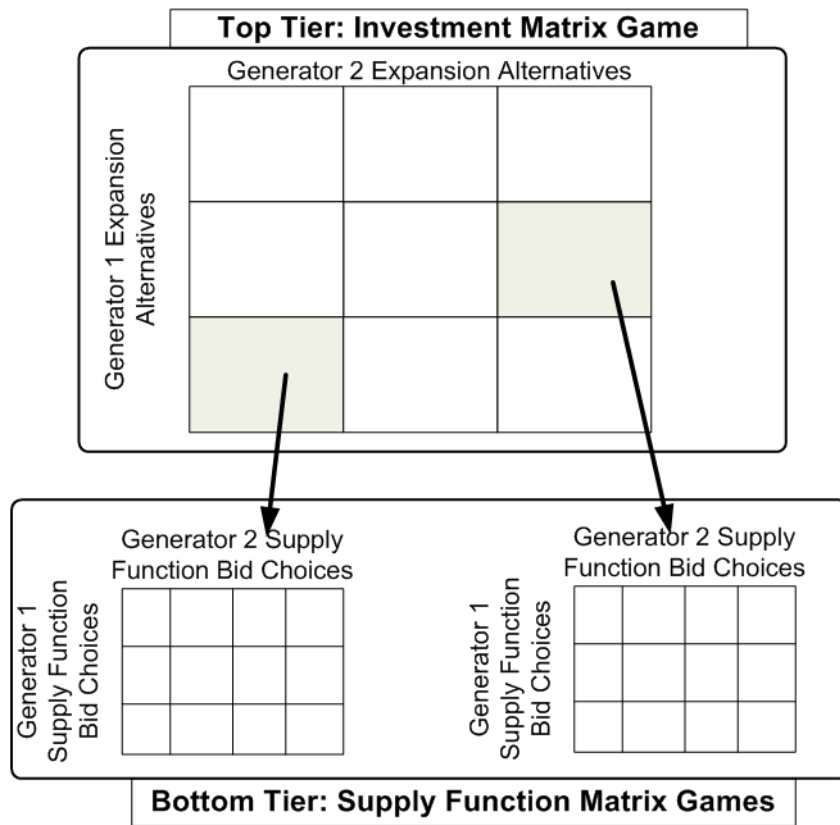 Top Tier: Investment Matrix Game
Generator 2 Expansion Alternatives
Generator 1 Expansion
Alternatives
Generator 2 Supply
Function Bid Choices
Generator 1
Supply Function
Bid Choices
Generator 2 Supply
Function Bid Choices
Generator 1
Supply Function
Bid Choices
Bottom Tier: Supply Function Matrix Games